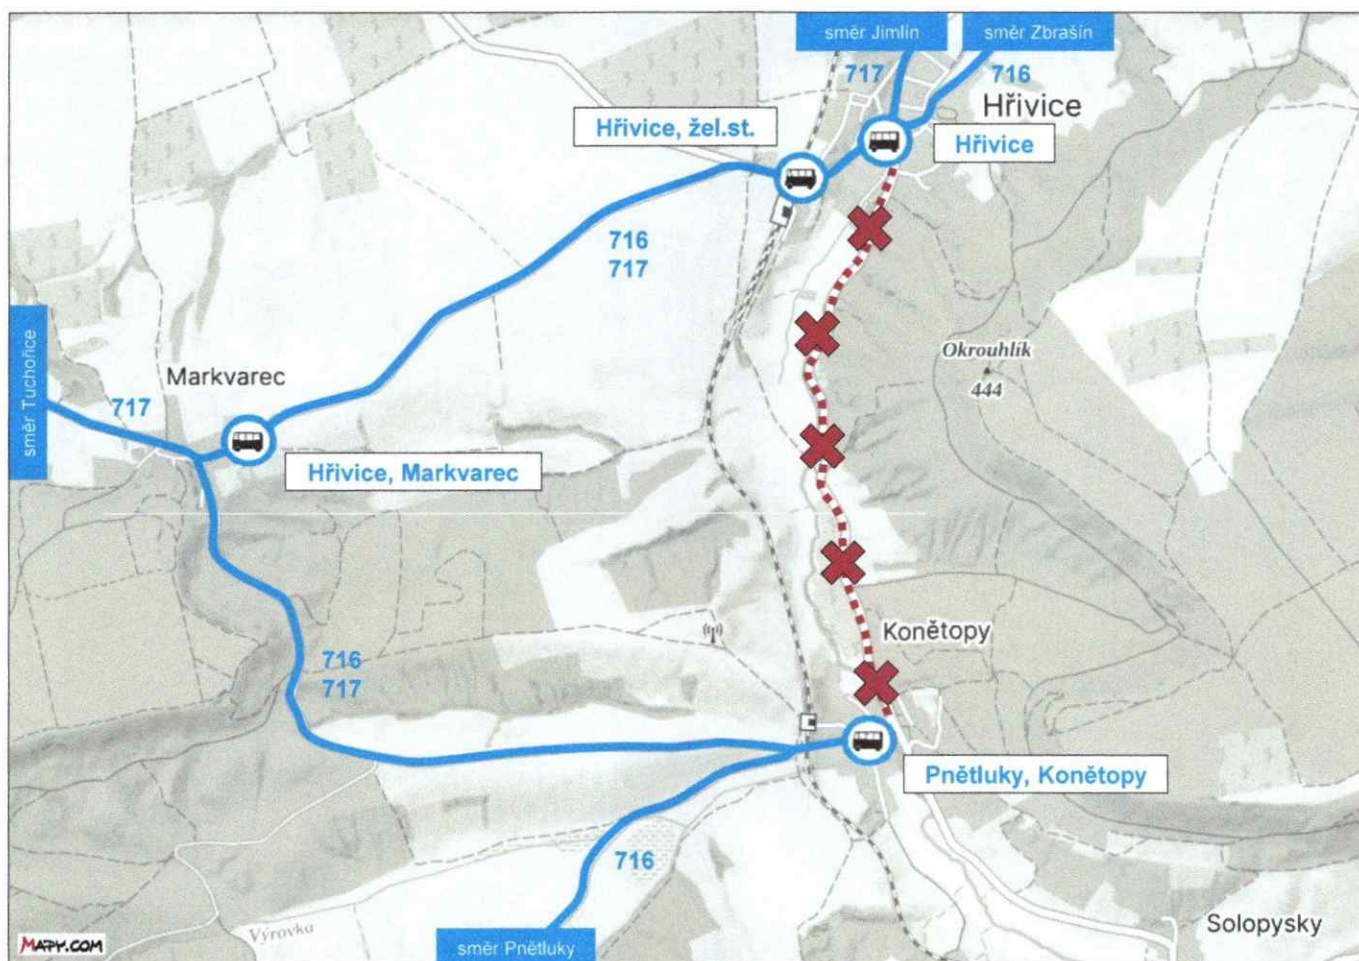 směr Jimlín
směr Zbrašín
717
716
Hřivice
Hřivice, žel.st.
Hřivice
716
717
směr Tuchořice
Markvarec
717
Okrouhlík
444
Hřivice, Markvarec
Konětopy
716
717
Pnětluky, Konětopy
716
Výrovka
směr Pnětluky
Solopysky
MAPY.COM